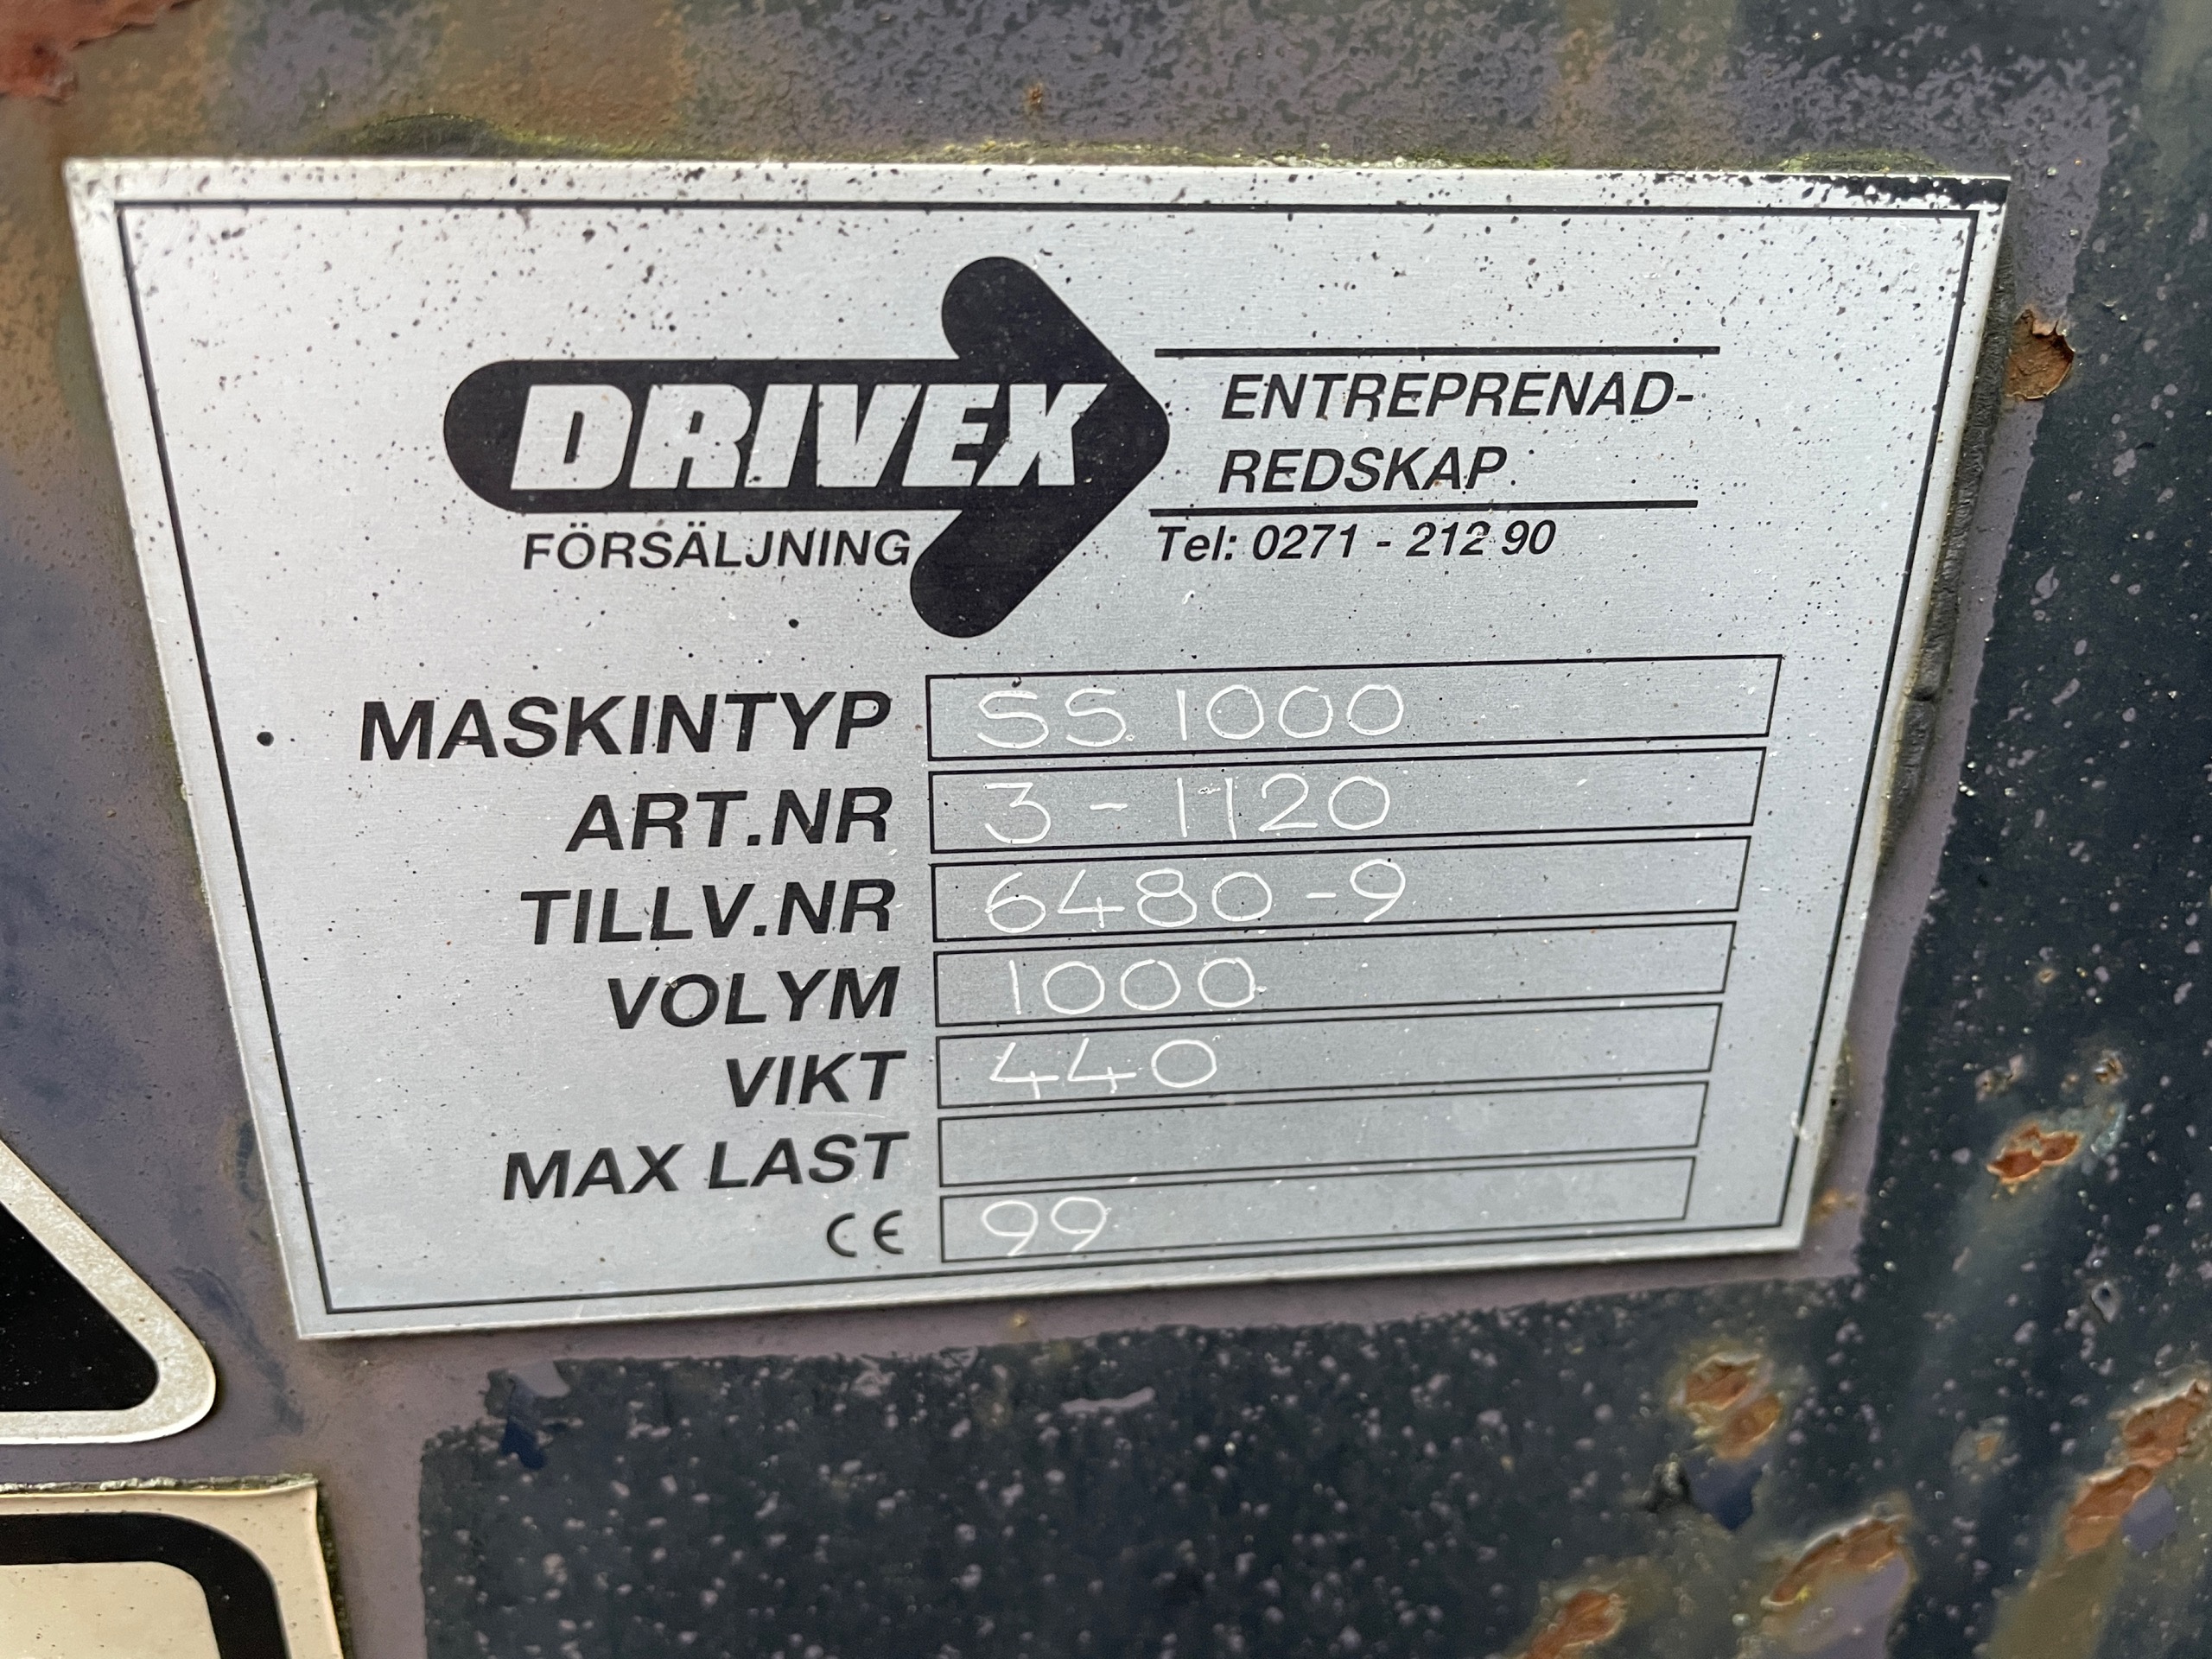 DRIVEX
ENTREPRENAD-
REDSKAP
FÖRSÄLJNING
Tel: 0271 - 212 90
MASKINTYP SS 1000
ART.NR 3-1120
TILLV.NR 6480-9
VOLYM 1000
VIKT 440
MAX LAST
CE 99